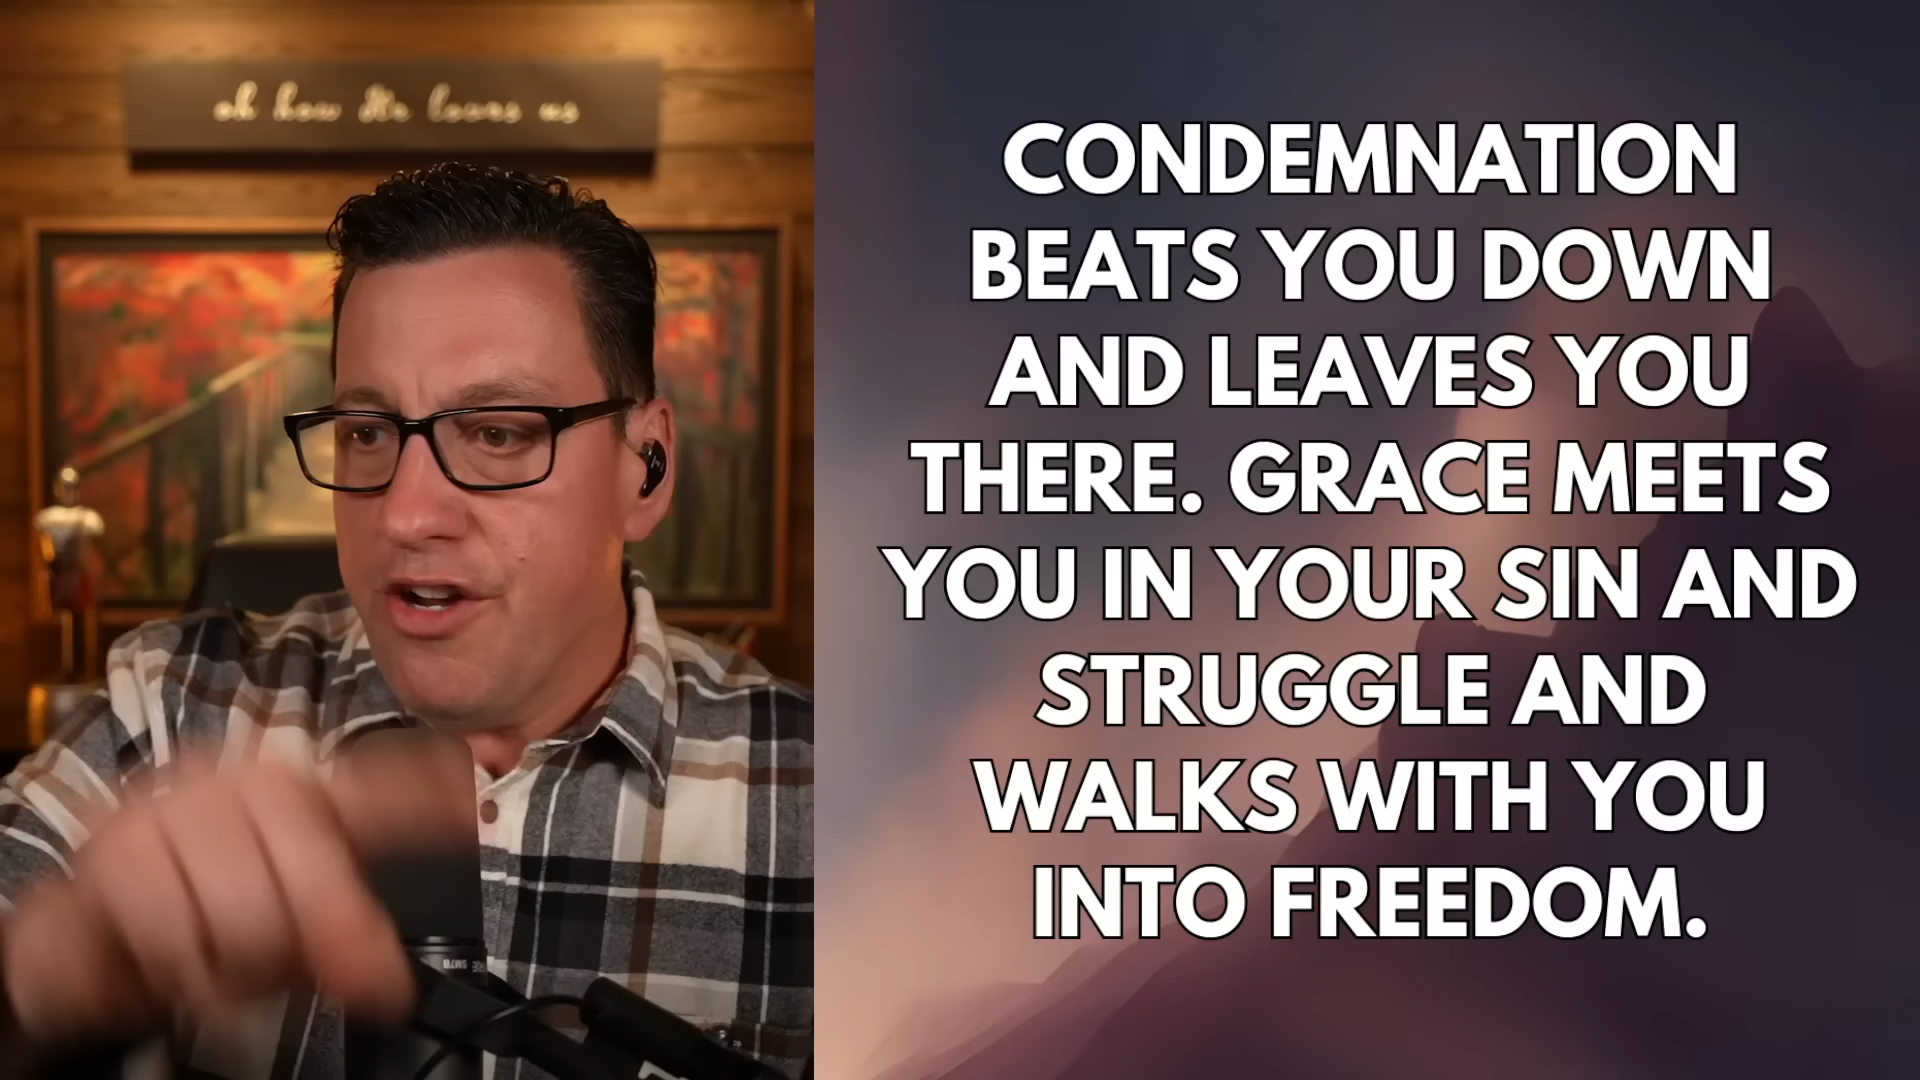 oh how He loves us
CONDEMNATION
BEATS YOU DOWN
AND LEAVES YOU
THERE. GRACE MEETS
YOU IN YOUR SIN AND
STRUGGLE AND
WALKS WITH YOU
INTO FREEDOM.
SM7B